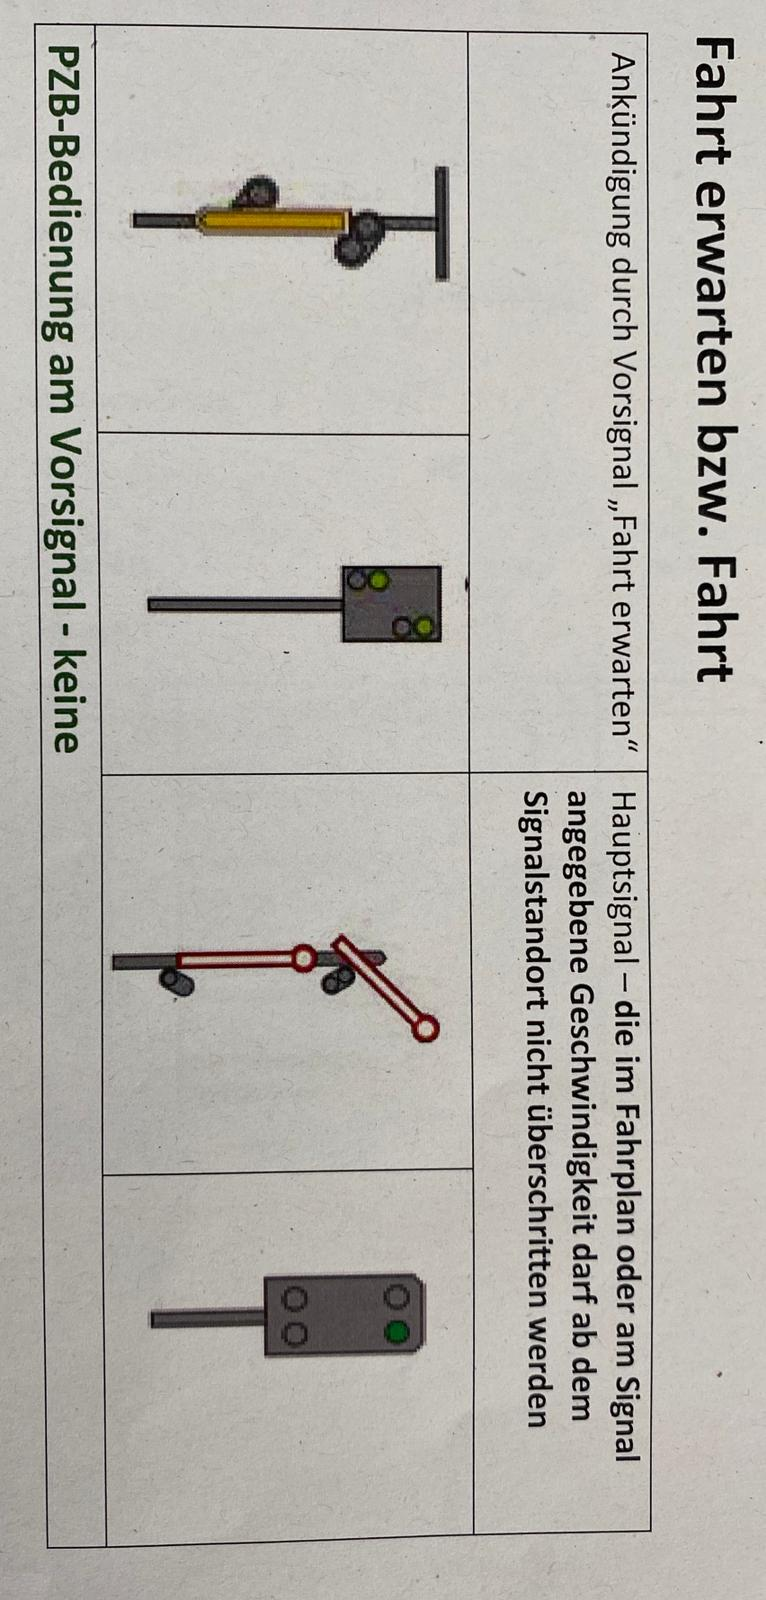 Fahrt erwarten bzw. Fahrt
Ankündigung durch Vorsignal „Fahrt erwarten“
Hauptsignal – die im Fahrplan oder am Signal
angegebene Geschwindigkeit darf ab dem
Signalstandort nicht überschritten werden
PZB-Bedienung am Vorsignal - keine